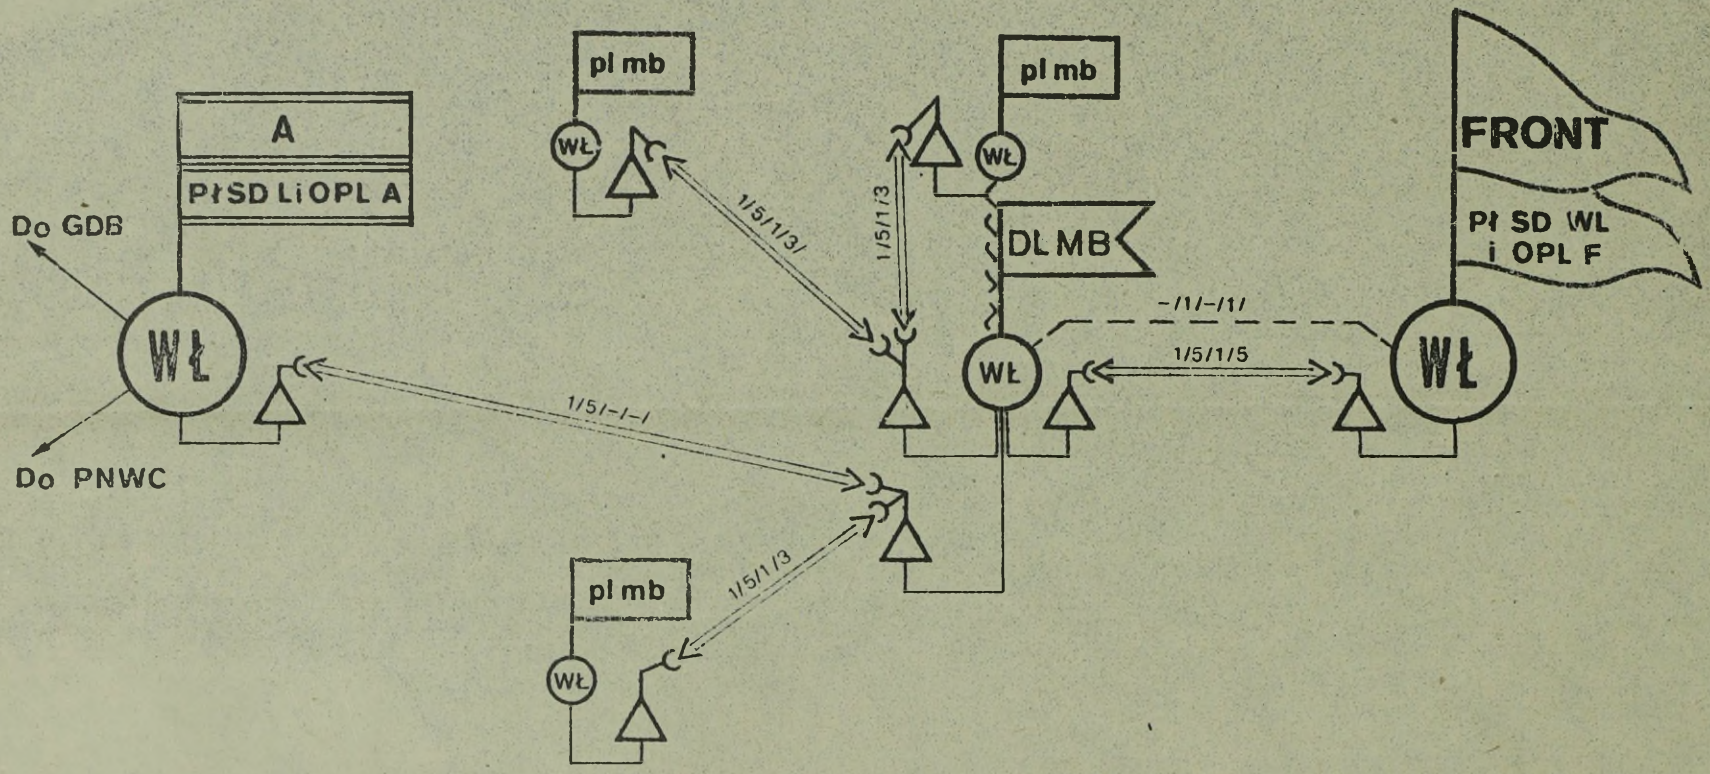 A
PłSD LiOPL A
Do GDB
WŁ
Do PNWC
pl mb
WŁ
1/5/1/3/
1/5/1/3
pl mb
WŁ
DLMB
WŁ
FRONT
Pł SD WL
i OPL F
WŁ
-/1/-/1/
1/5/1/5
1/5/-/-/
1/5/1/3
pl mb
WŁ